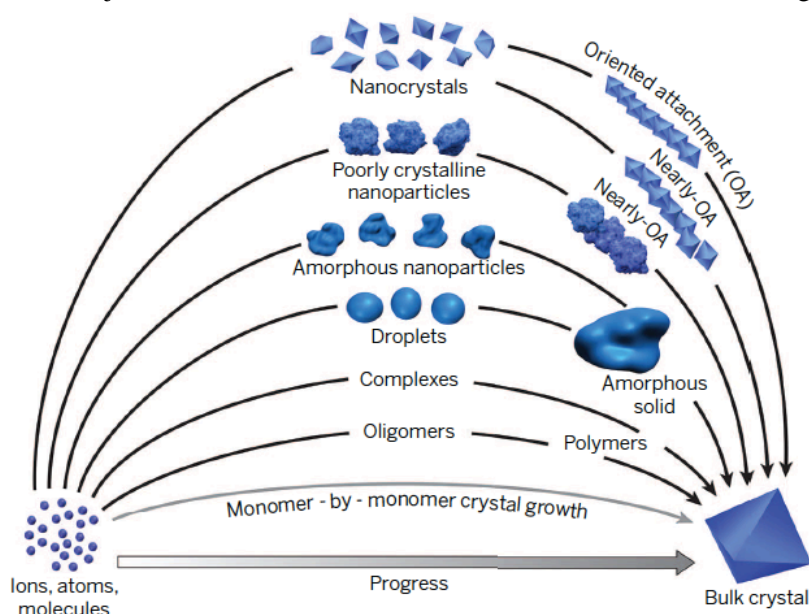 Nanocrystals
Oriented attachment (OA)
Poorly crystalline
nanoparticles
Nearly-OA
Nearly-OA
Amorphous nanoparticles
Droplets
Amorphous
solid
Complexes
Oligomers
Polymers
Monomer - by - monomer crystal growth
Ions, atoms,
molecules
Progress
Bulk crystal